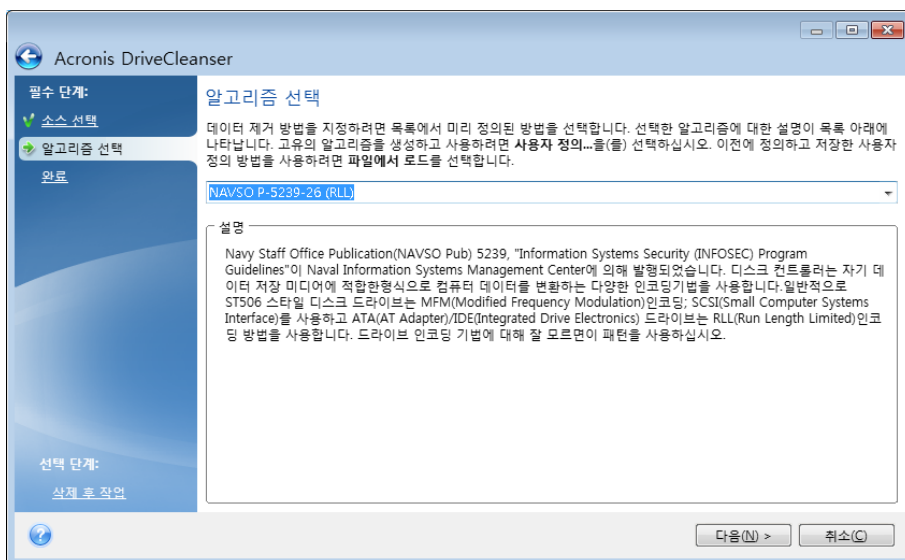 Acronis DriveCleanser
필수 단계:
소스 선택
알고리즘 선택
완료
선택 단계:
삭제 후 작업
알고리즘 선택
데이터 제거 방법을 지정하려면 목록에서 미리 정의된 방법을 선택합니다. 선택한 알고리즘에 대한 설명이 목록 아래에
나타납니다. 고유의 알고리즘을 생성하고 사용하려면 사용자 정의...을(를) 선택하십시오. 이전에 정의하고 저장한 사용자
정의 방법을 사용하려면 파일에서 로드를 선택합니다.
NAVSO P-5239-26 (RLL)
설명
Navy Staff Office Publication(NAVSO Pub) 5239, "Information Systems Security (INFOSEC) Program
Guidelines"이 Naval Information Systems Management Center에 의해 발행되었습니다. 디스크 컨트롤러는 자기 데
이터 저장 미디어에 적합한형식으로 컴퓨터 데이터를 변환하는 다양한 인코딩기법을 사용합니다.일반적으로
ST506 스타일 디스크 드라이브는 MFM(Modified Frequency Modulation)인코딩; SCSI(Small Computer Systems
Interface)를 사용하고 ATA(AT Adapter)/IDE(Integrated Drive Electronics) 드라이브는 RLL(Run Length Limited)인코
딩 방법을 사용합니다. 드라이브 인코딩 기법에 대해 잘 모르면이 패턴을 사용하십시오.
다음(N) >
취소(C)